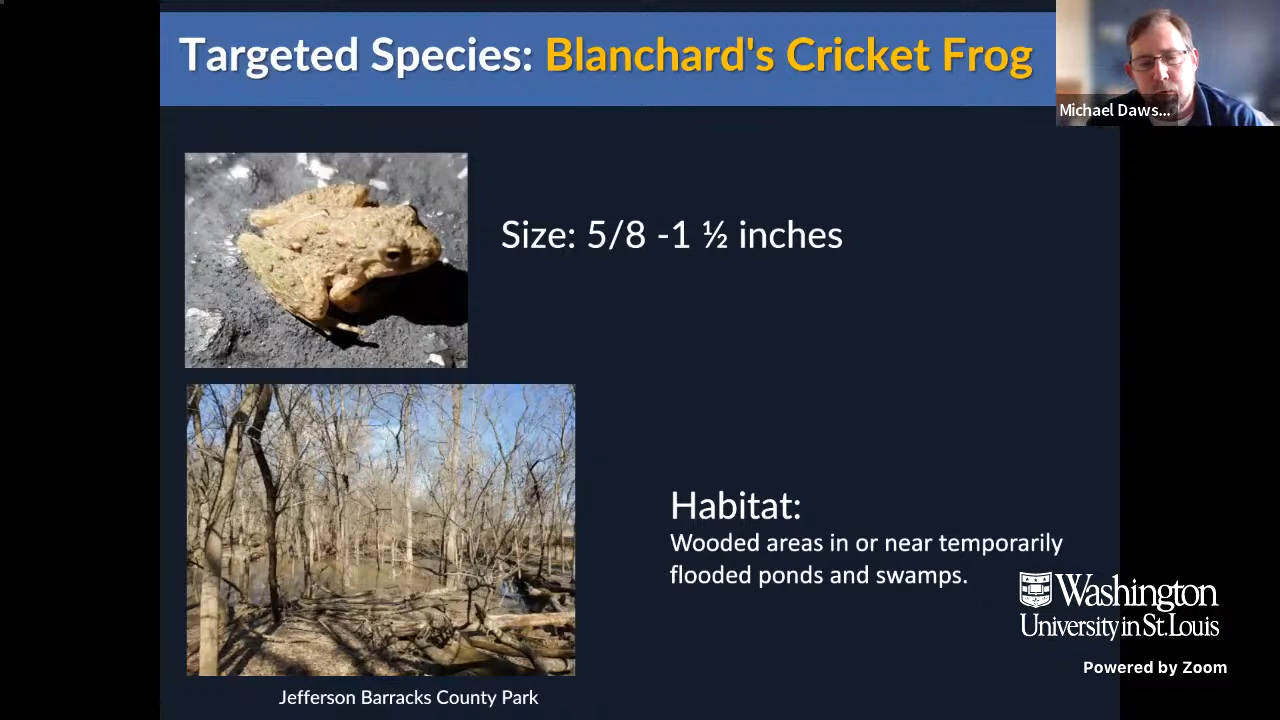 Targeted Species: Blanchard's Cricket Frog
Michael Daws...
Size: 5/8 -1 ½ inches
Habitat:
Wooded areas in or near temporarily
flooded ponds and swamps.
Washington
University in St.Louis
Powered by Zoom
Jefferson Barracks County Park